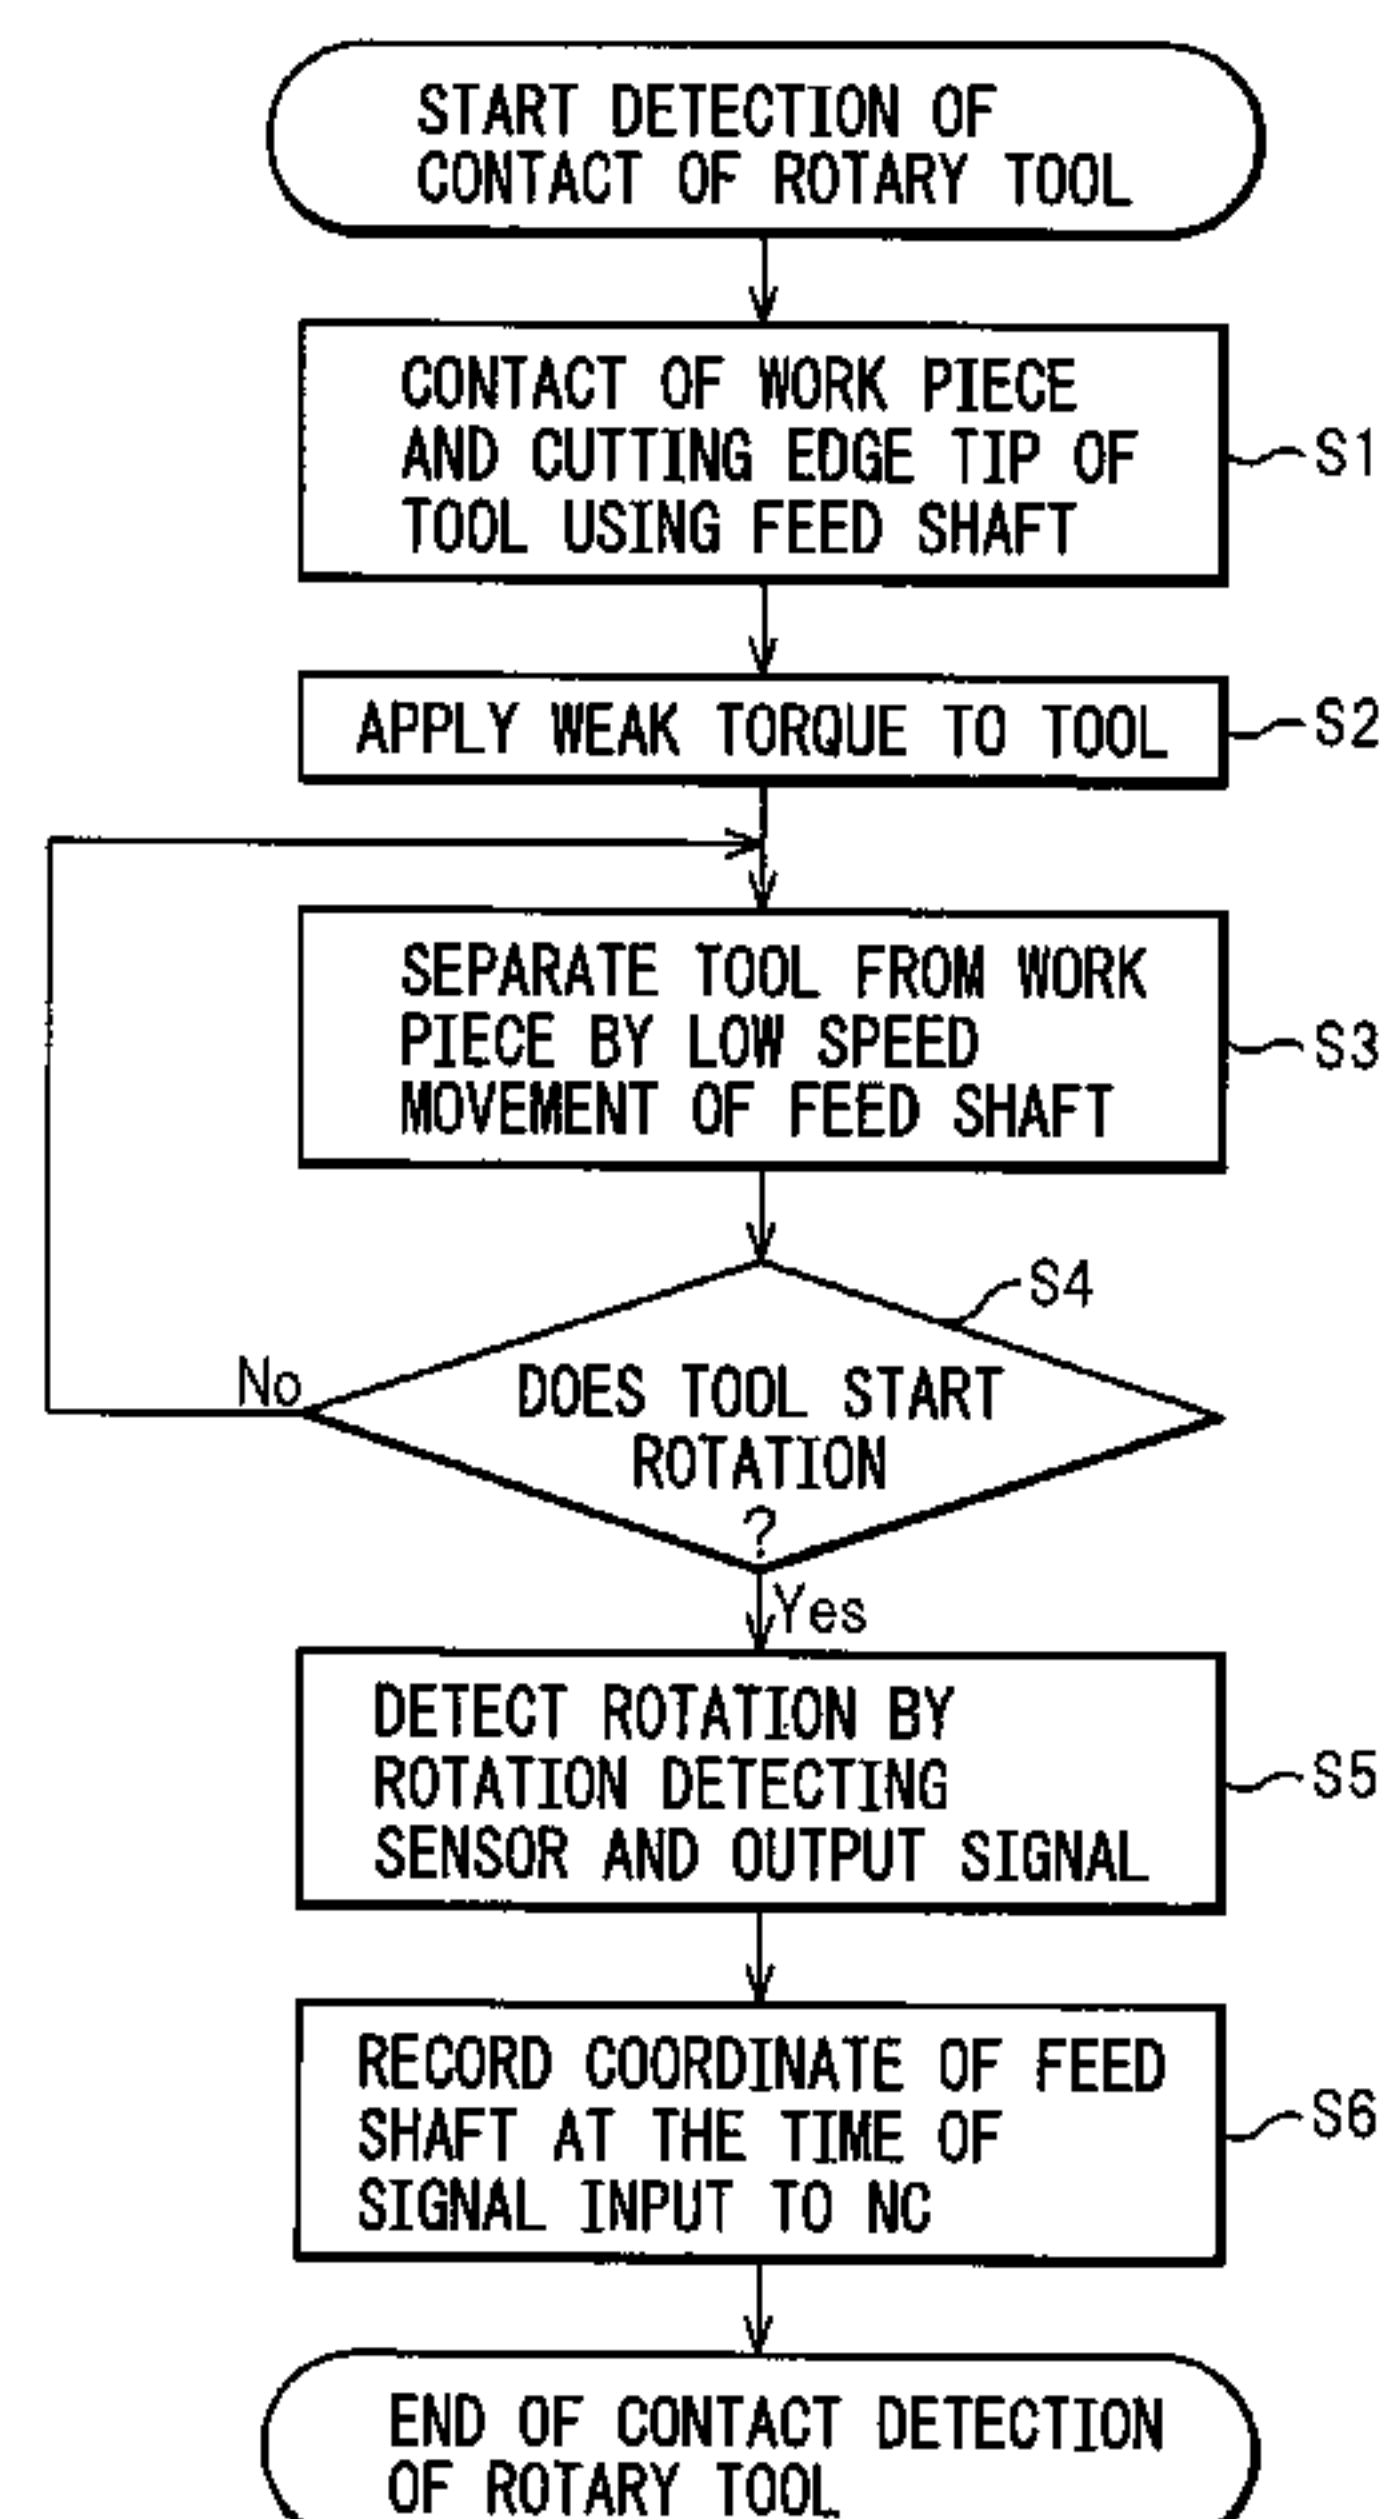 START DETECTION OF
CONTACT OF ROTARY TOOL
CONTACT OF WORK PIECE
AND CUTTING EDGE TIP OF
TOOL USING FEED SHAFT
S1
APPLY WEAK TORQUE TO TOOL
S2
SEPARATE TOOL FROM WORK
PIECE BY LOW SPEED
MOVEMENT OF FEED SHAFT
S3
S4
No
DOES TOOL START
ROTATION
?
Yes
DETECT ROTATION BY
ROTATION DETECTING
SENSOR AND OUTPUT SIGNAL
S5
RECORD COORDINATE OF FEED
SHAFT AT THE TIME OF
SIGNAL INPUT TO NC
S6
END OF CONTACT DETECTION
OF ROTARY TOOL